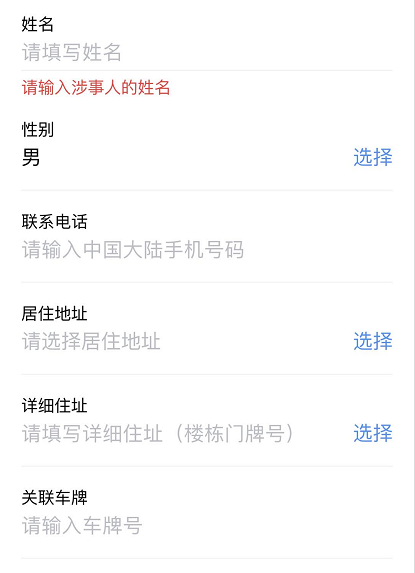 姓名
请填写姓名
请输入涉事人的姓名
性别
男 选择
联系电话
请输入中国大陆手机号码
居住地址
请选择居住地址 选择
详细住址
请填写详细住址（楼栋门牌号） 选择
关联车牌
请输入车牌号